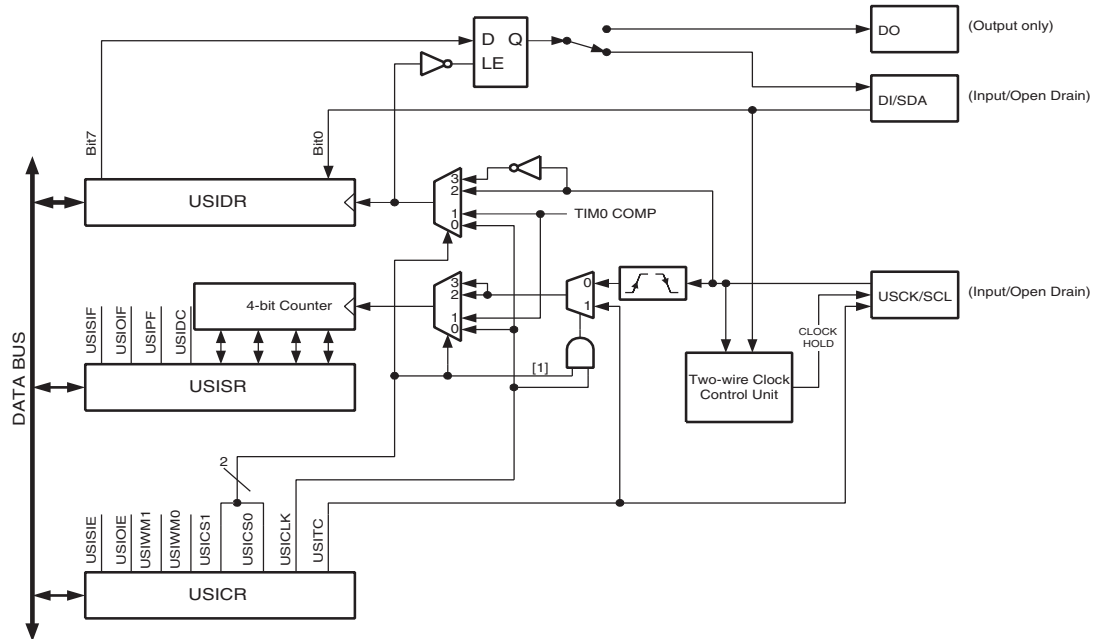 DO
(Output only)
D Q
LE
DI/SDA
(Input/Open Drain)
Bit7
Bit0
3
2
1
0
TIM0 COMP
USIDR
4-bit Counter
3
2
1
0
0
1
USCK/SCL
(Input/Open Drain)
CLOCK
HOLD
USISIF
USIOIF
USIPF
USIDC
[1]
Two-wire Clock
Control Unit
USISR
DATA BUS
2
USISIE
USIOIE
USIWM1
USIWM0
USICS1
USICS0
USICLK
USITC
USICR